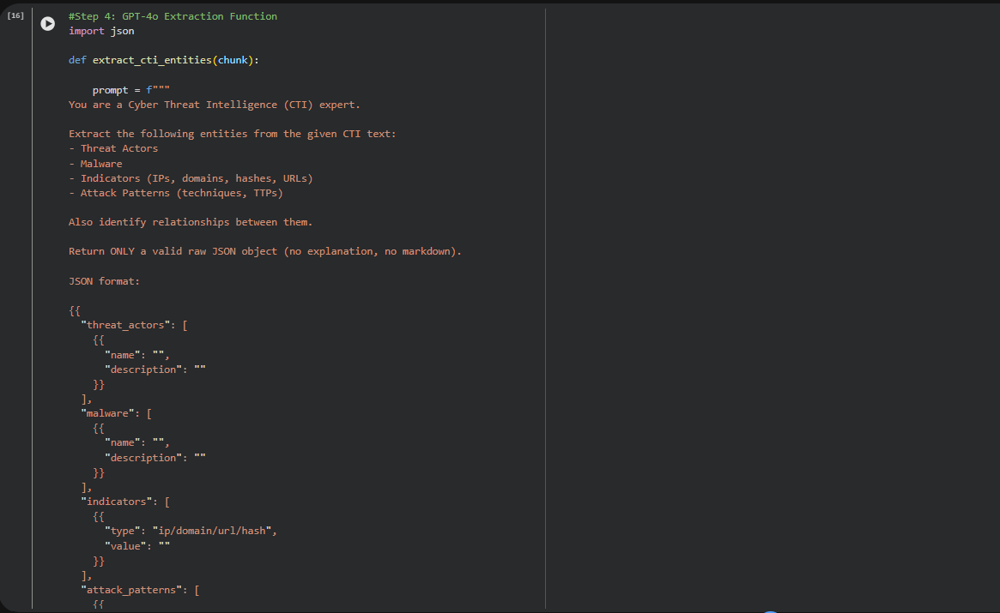 [16]
#Step 4: GPT-4o Extraction Function
import json
def extract_cti_entities(chunk):
prompt = f"""
You are a Cyber Threat Intelligence (CTI) expert.
Extract the following entities from the given CTI text:
- Threat Actors
- Malware
- Indicators (IPs, domains, hashes, URLs)
- Attack Patterns (techniques, TTPs)
Also identify relationships between them.
Return ONLY a valid raw JSON object (no explanation, no markdown).
JSON format:
{{
"threat_actors": [
{{
"name": "",
"description": ""
}}
],
"malware": [
{{
"name": "",
"description": ""
}}
],
"indicators": [
{{
"type": "ip/domain/url/hash",
"value": ""
}}
],
"attack_patterns": [
{{